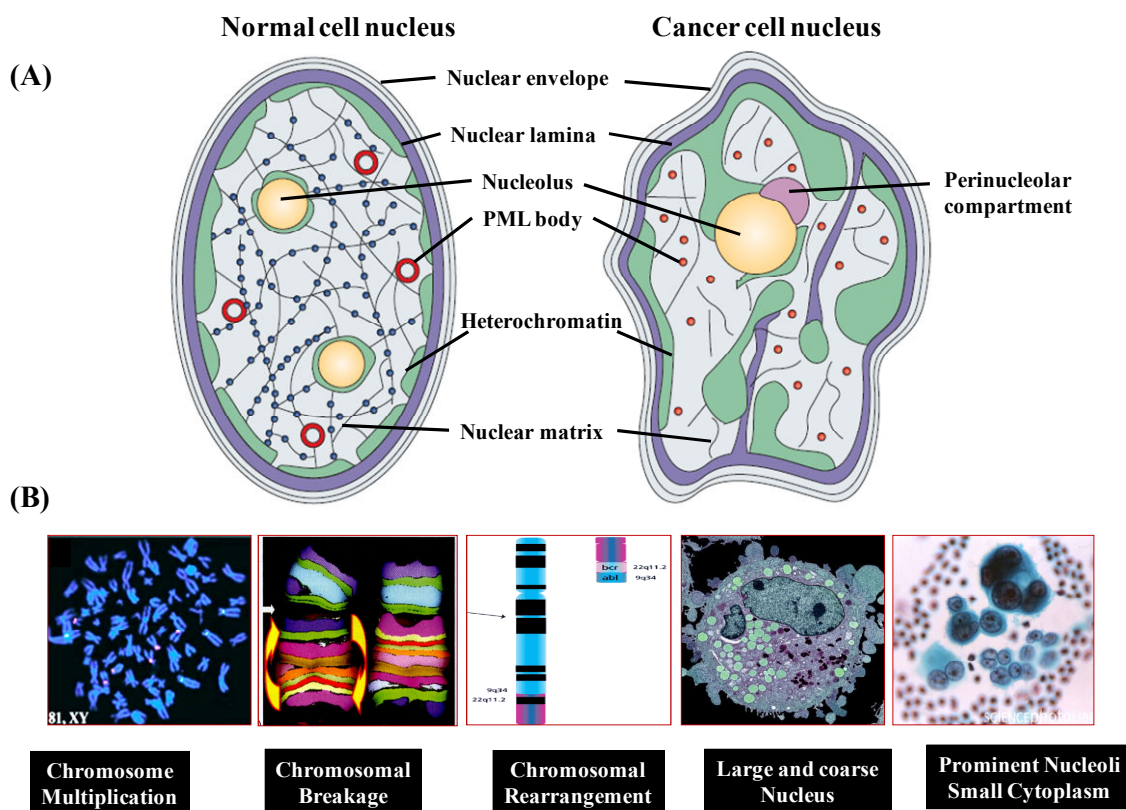 Normal cell nucleus
Cancer cell nucleus
(A)
Nuclear envelope
Nuclear lamina
Nucleolus
PML body
Perinucleolar
compartment
Heterochromatin
Nuclear matrix
(B)
81, XY
9q34
22q11.2
bcr
abl
22q11.2
9q34
Chromosome
Multiplication
Chromosomal
Breakage
Chromosomal
Rearrangement
Large and coarse
Nucleus
Prominent Nucleoli
Small Cytoplasm